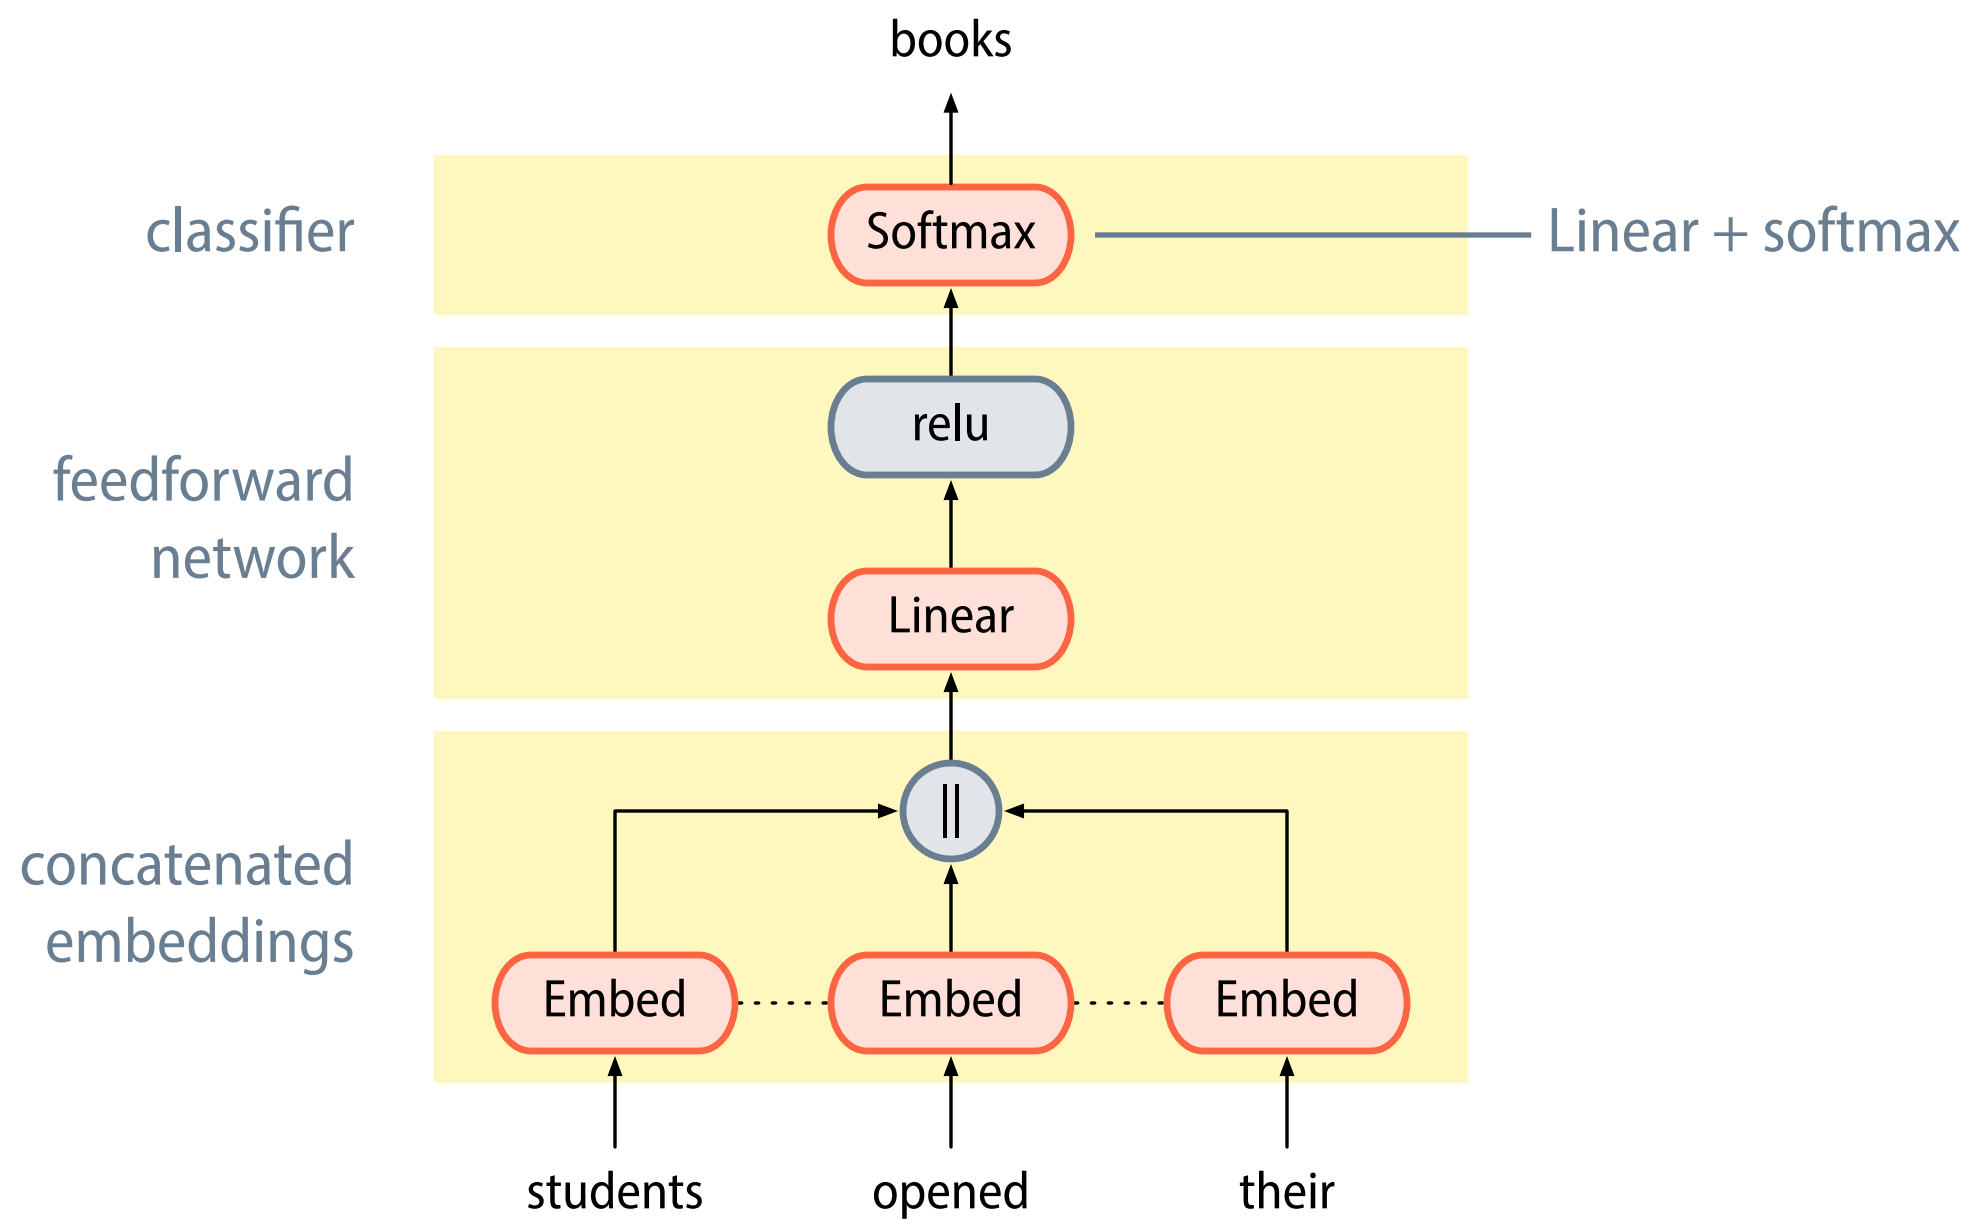 books
classifier
Softmax
Linear + softmax
relu
feedforward
network
Linear
||
concatenated
embeddings
Embed
Embed
Embed
students
opened
their